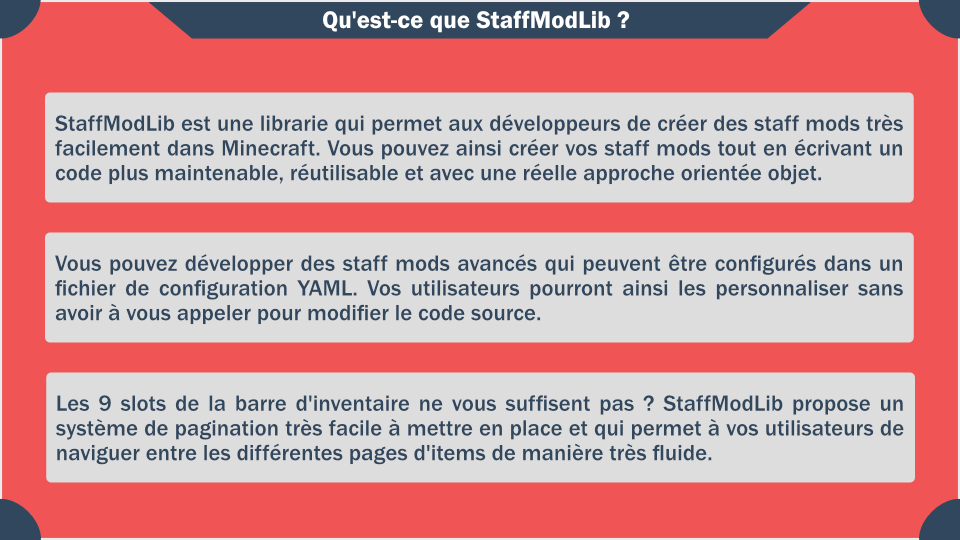 Qu'est-ce que StaffModLib ?
StaffModLib est une librarie qui permet aux développeurs de créer des staff mods très
facilement dans Minecraft. Vous pouvez ainsi créer vos staff mods tout en écrivant un
code plus maintenable, réutilisable et avec une réelle approche orientée objet.
Vous pouvez développer des staff mods avancés qui peuvent être configurés dans un
fichier de configuration YAML. Vos utilisateurs pourront ainsi les personnaliser sans
avoir à vous appeler pour modifier le code source.
Les 9 slots de la barre d'inventaire ne vous suffisent pas ? StaffModLib propose un
système de pagination très facile à mettre en place et qui permet à vos utilisateurs de
naviguer entre les différentes pages d'items de manière très fluide.